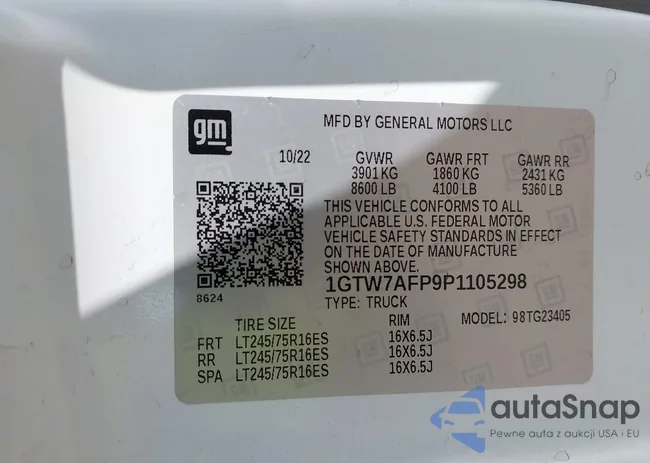 gm
MFD BY GENERAL MOTORS LLC
10/22 GVWR GAWR FRT GAWR RR
3901 KG 1860 KG 2431 KG
8600 LB 4100 LB 5360 LB
THIS VEHICLE CONFORMS TO ALL
APPLICABLE U.S. FEDERAL MOTOR
VEHICLE SAFETY STANDARDS IN EFFECT
ON THE DATE OF MANUFACTURE
SHOWN ABOVE.
1GTW7AFP9P1105298
8624
TYPE: TRUCK
TIRE SIZE RIM MODEL: 98TG23405
FRT LT245/75R16ES 16X6.5J
RR LT245/75R16ES 16X6.5J
SPA LT245/75R16ES 16X6.5J
autaSnap
Pewne auta z aukcji USA i EU